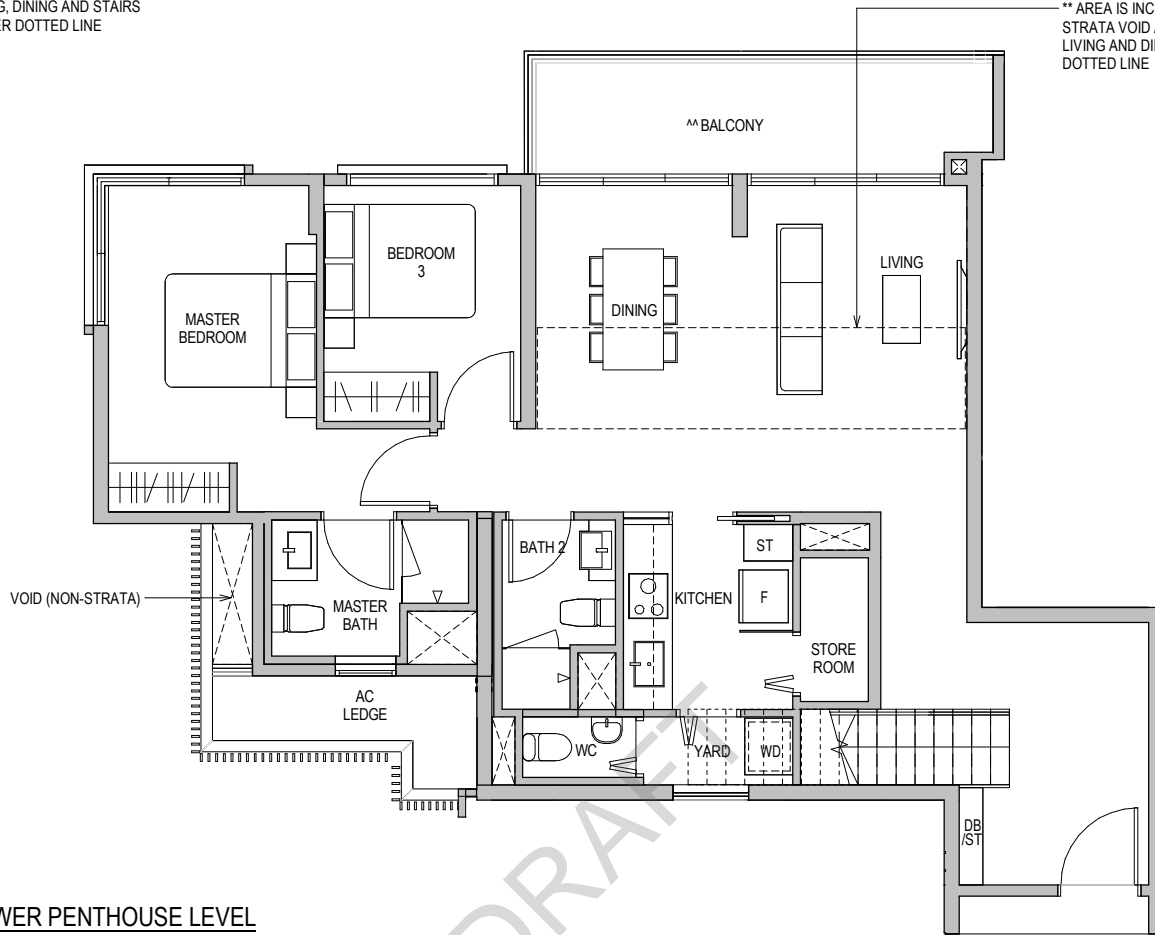 , DINING AND STAIRS
ER DOTTED LINE
** AREA IS INC
STRATA VOID
LIVING AND DI
DOTTED LINE
^^ BALCONY
BEDROOM
3
LIVING
MASTER
BEDROOM
DINING
BATH 2
ST
VOID (NON-STRATA)
MASTER
BATH
KITCHEN
F
STORE
ROOM
AC
LEDGE
WC
YARD
WD
DB
/ST
DRAFT
WER PENTHOUSE LEVEL